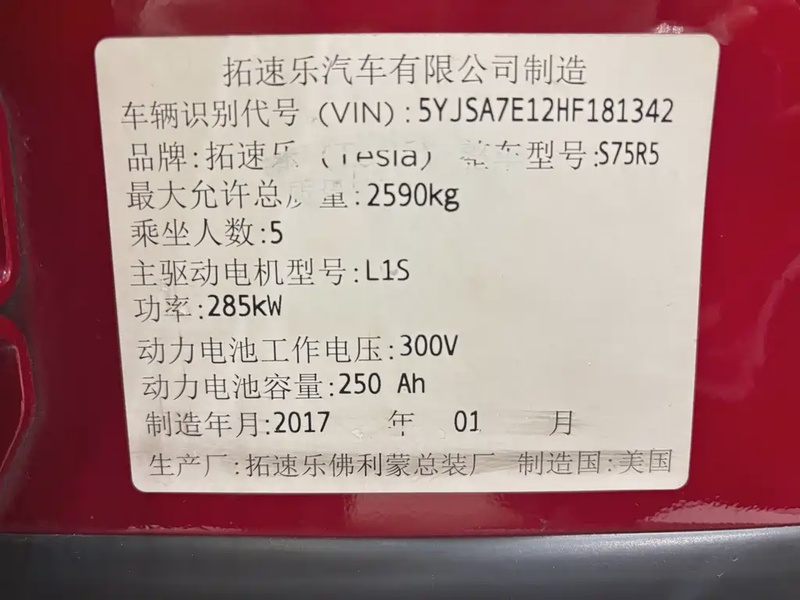 拓速乐汽车有限公司制造
车辆识别代号 (VIN):5YJSA7E12HF181342
品牌:拓速乐 (Tesla) 整车型号:S75R5
最大允许总质量:2590kg
乘坐人数:5
主驱动电机型号:L1S
功率:285kW
动力电池工作电压:300V
动力电池容量:250 Ah
制造年月:2017 年 01 月
生产厂:拓速乐佛利蒙总装厂 制造国:美国